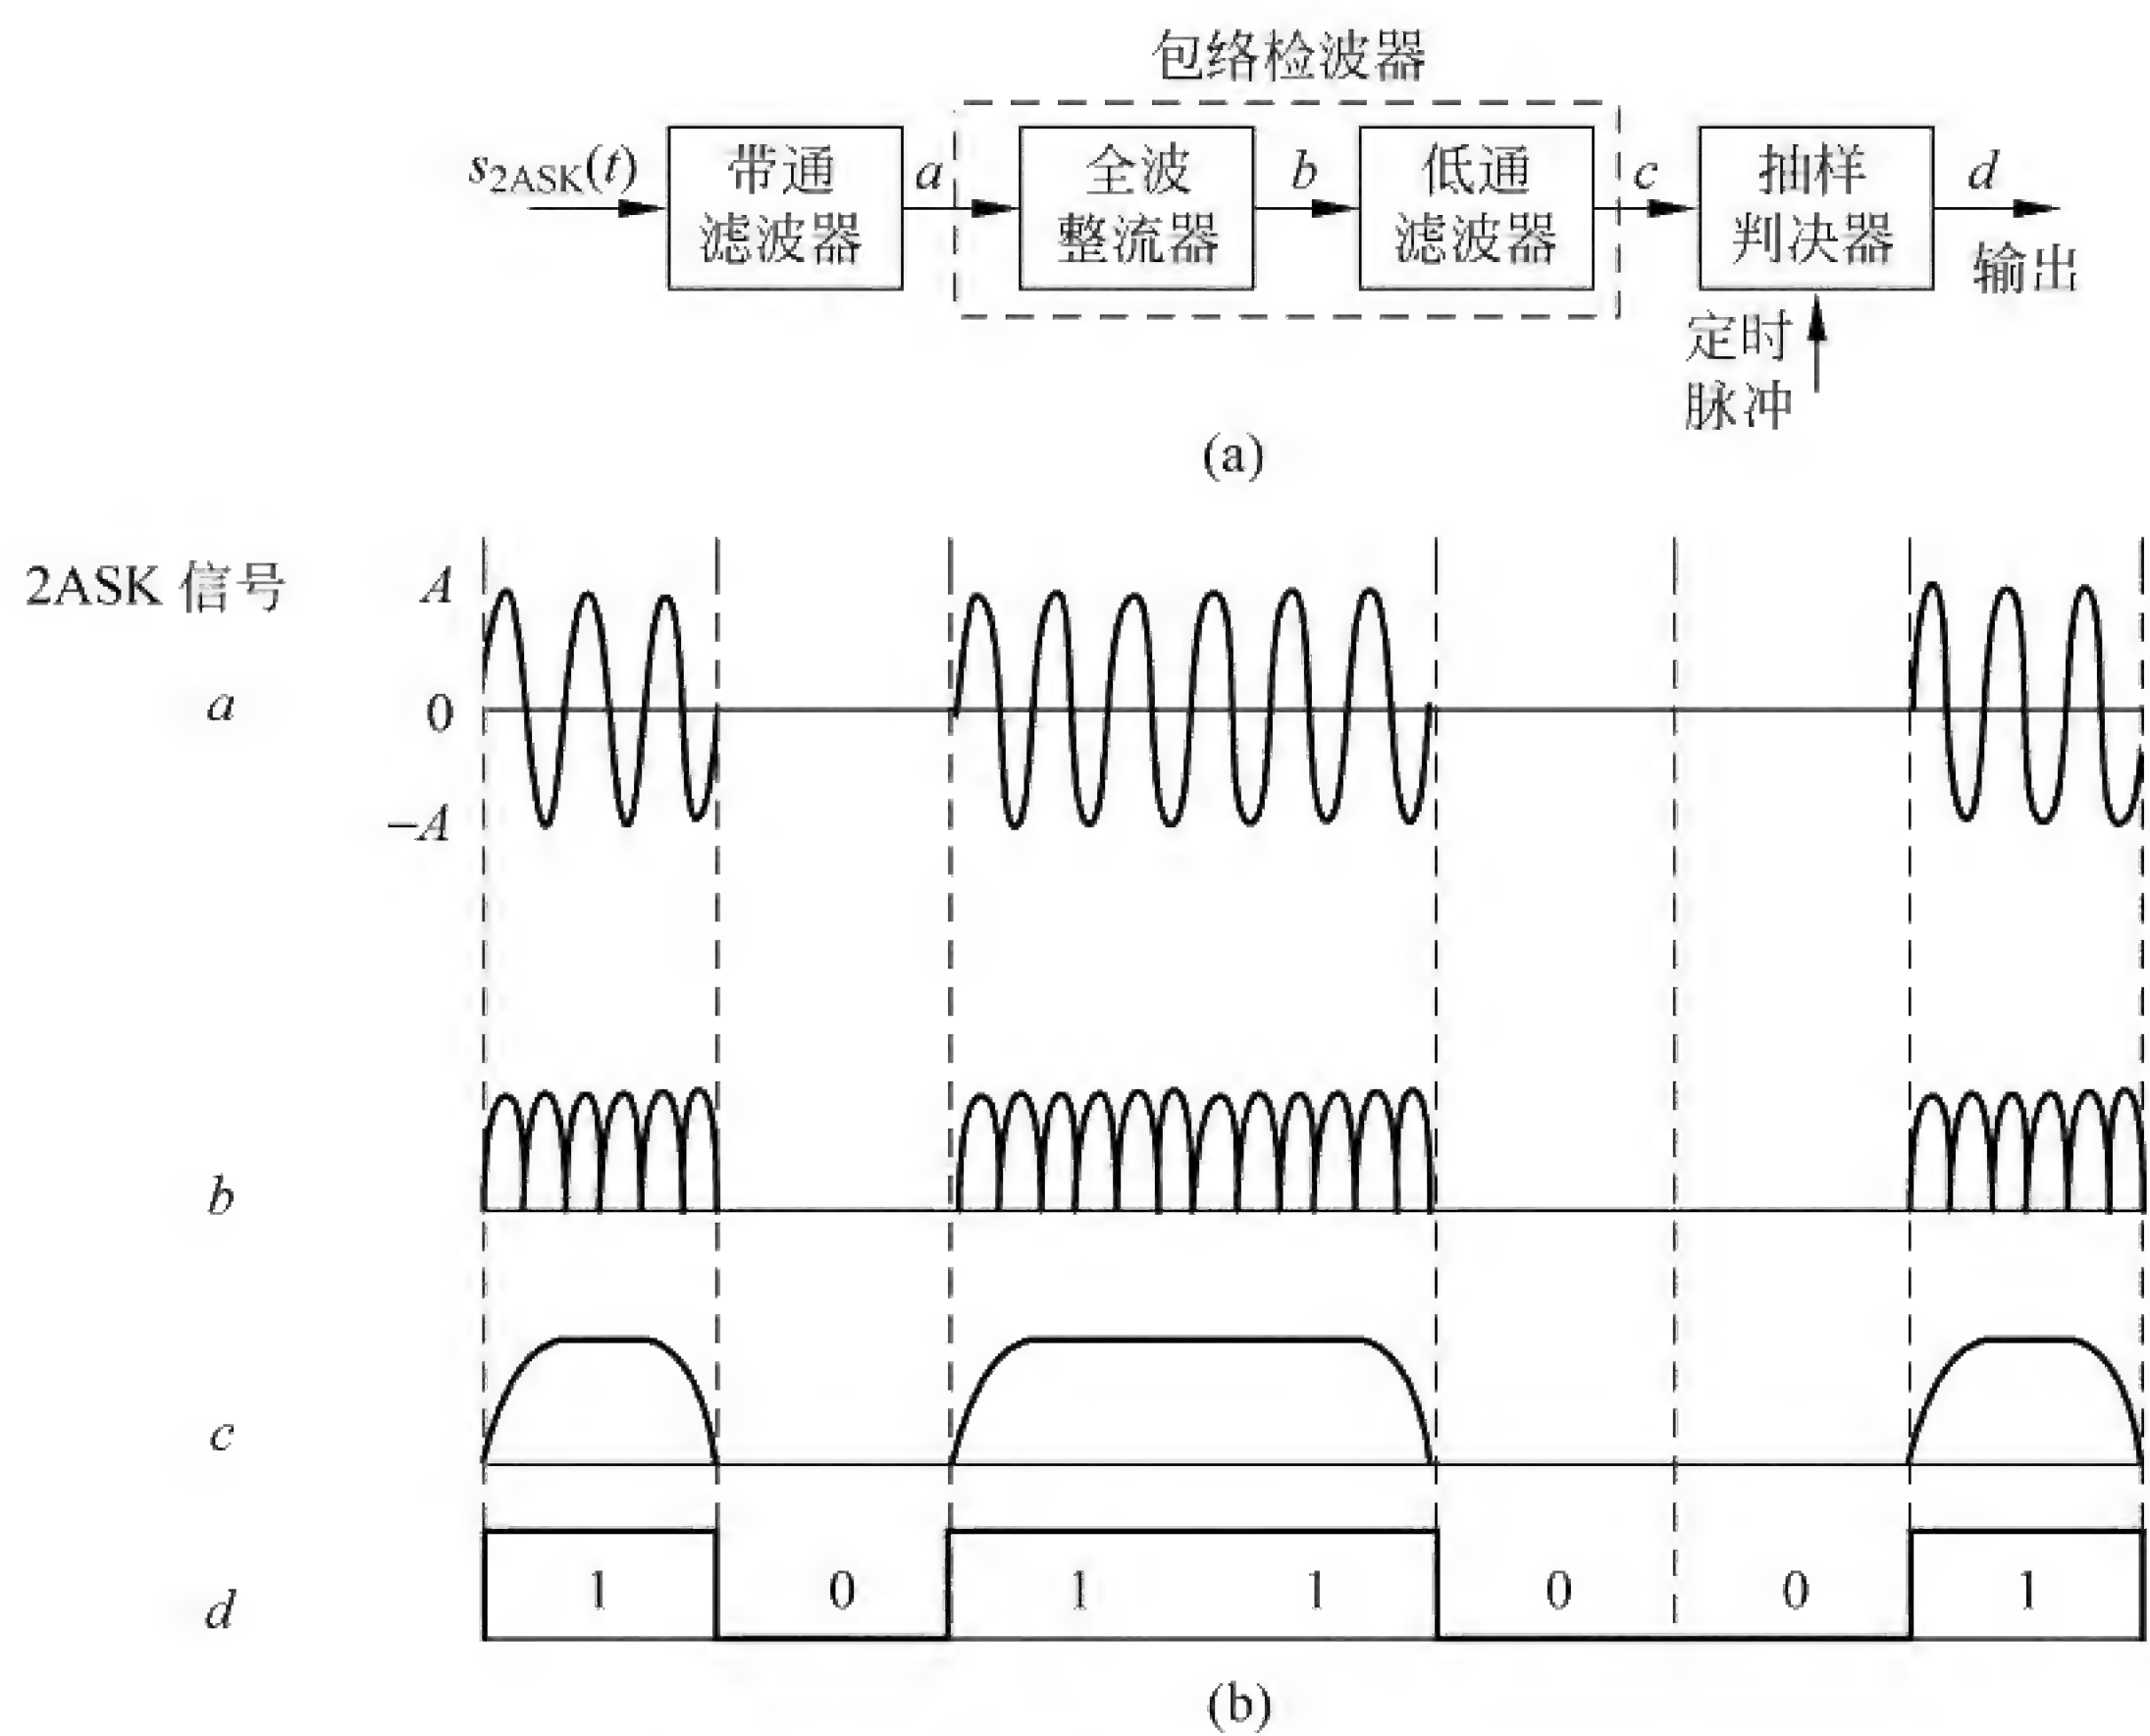 包络检波器
s2ASK(t)
带通
滤波器
a
全波
整流器
b
低通
滤波器
c
抽样
判决器
d
输出
定时
脉冲
(a)
2ASK 信号
A
a
0
−A
b
c
d
1 0 1 1 0 0 1
(b)